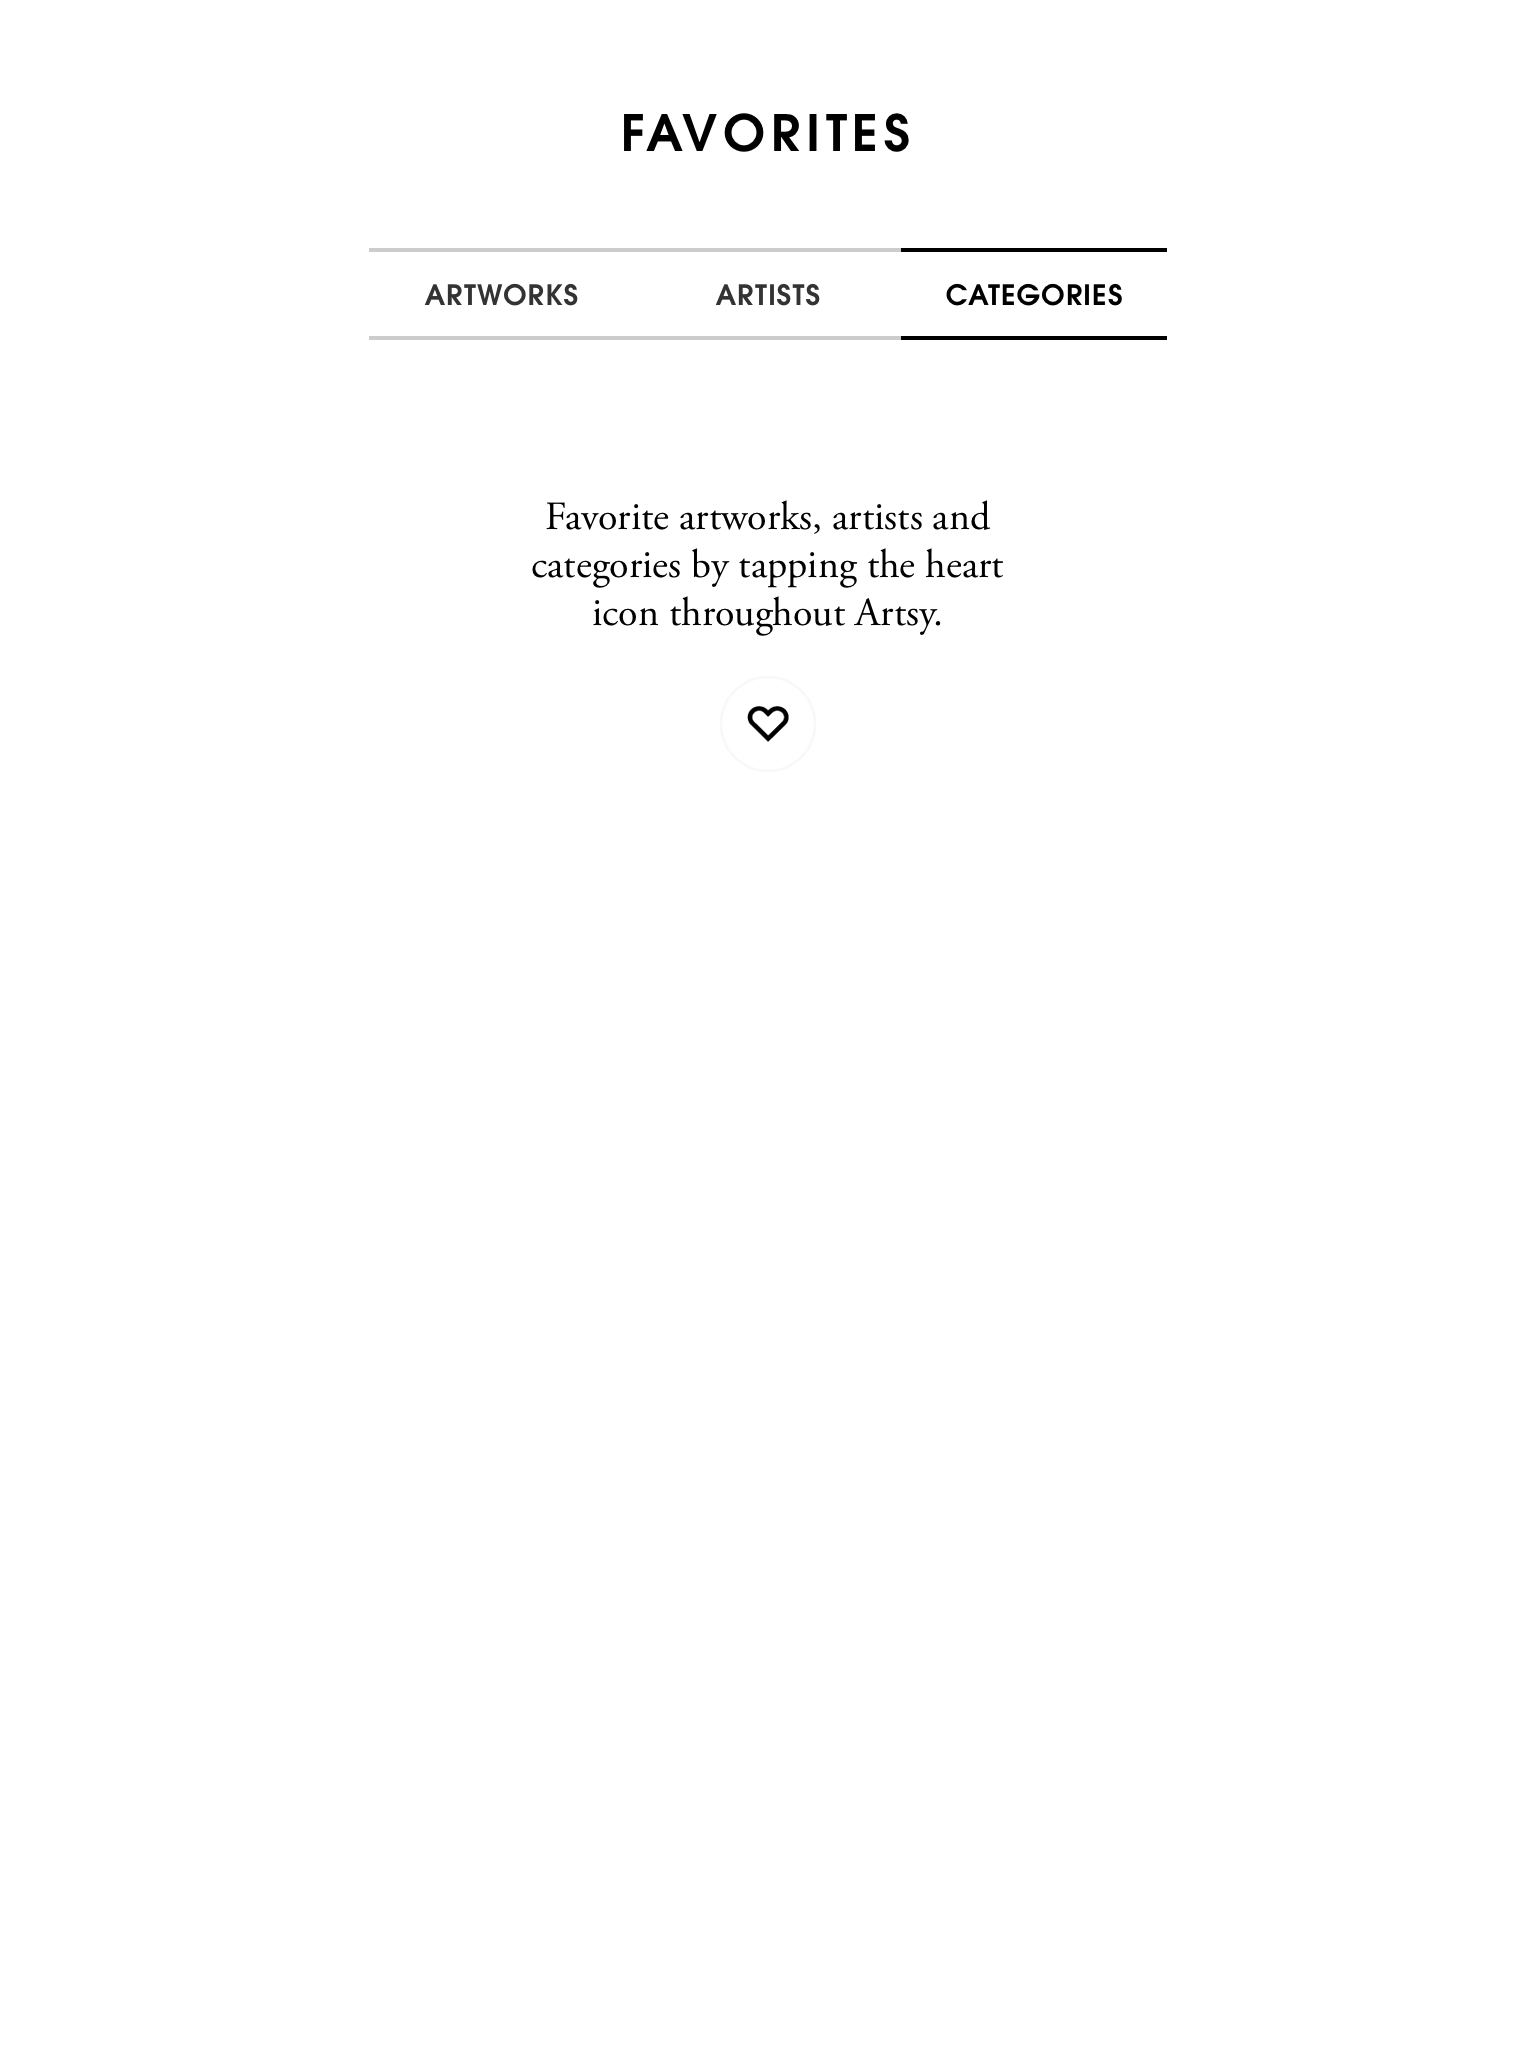 FAVORITES
ARTWORKS ARTISTS CATEGORIES
Favorite artworks, artists and
categories by tapping the heart
icon throughout Artsy.